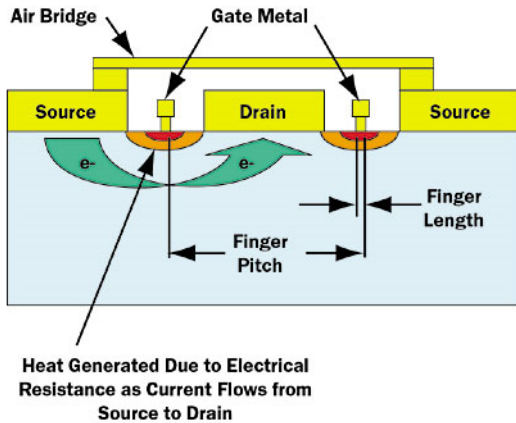 Air Bridge
Gate Metal
Source
Drain
Source
e-
e-
Finger
Length
Finger
Pitch
Heat Generated Due to Electrical
Resistance as Current Flows from
Source to Drain